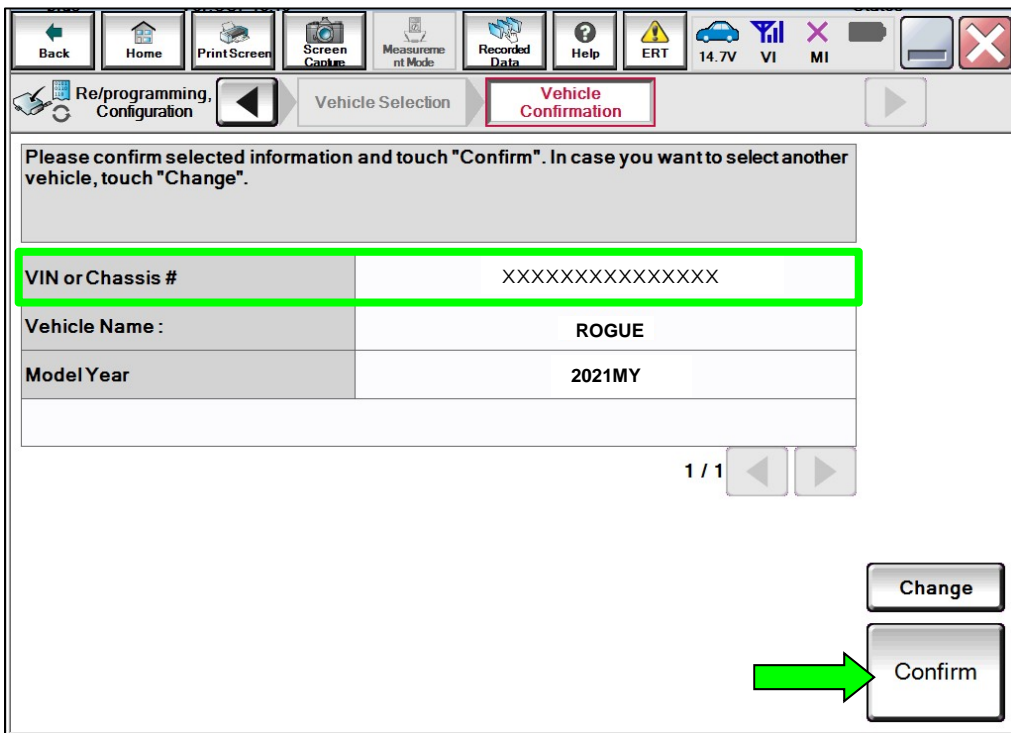 Back
Home
Print Screen
Screen
Capture
Measureme
nt Mode
Recorded
Data
Help
ERT
14.7V
VI
MI
Re/programming,
Configuration
Vehicle Selection
Vehicle
Confirmation
Please confirm selected information and touch "Confirm". In case you want to select another
vehicle, touch "Change".
VIN or Chassis #
XXXXXXXXXXXXXXX
Vehicle Name :
ROGUE
Model Year
2021MY
1 / 1
Change
Confirm